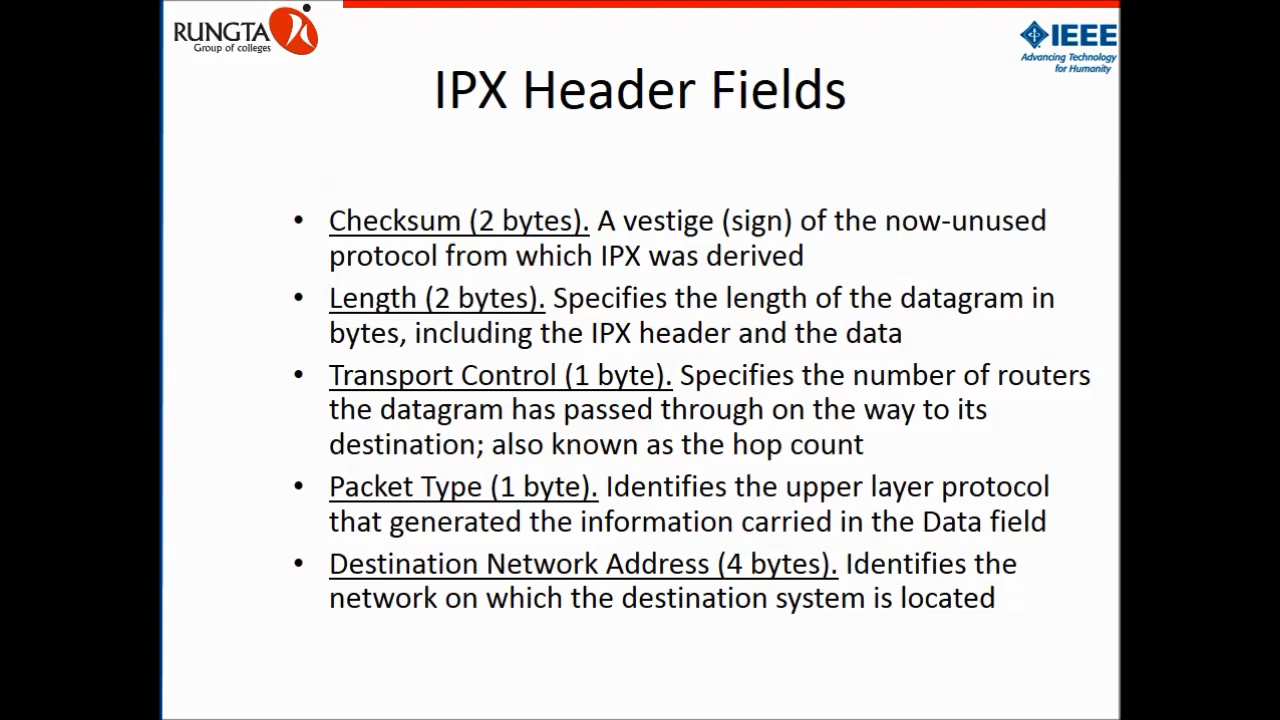 RUNGTA
Group of colleges
IEEE
Advancing Technology
for Humanity
IPX Header Fields
• Checksum (2 bytes). A vestige (sign) of the now-unused
protocol from which IPX was derived
• Length (2 bytes). Specifies the length of the datagram in
bytes, including the IPX header and the data
• Transport Control (1 byte). Specifies the number of routers
the datagram has passed through on the way to its
destination; also known as the hop count
• Packet Type (1 byte). Identifies the upper layer protocol
that generated the information carried in the Data field
• Destination Network Address (4 bytes). Identifies the
network on which the destination system is located